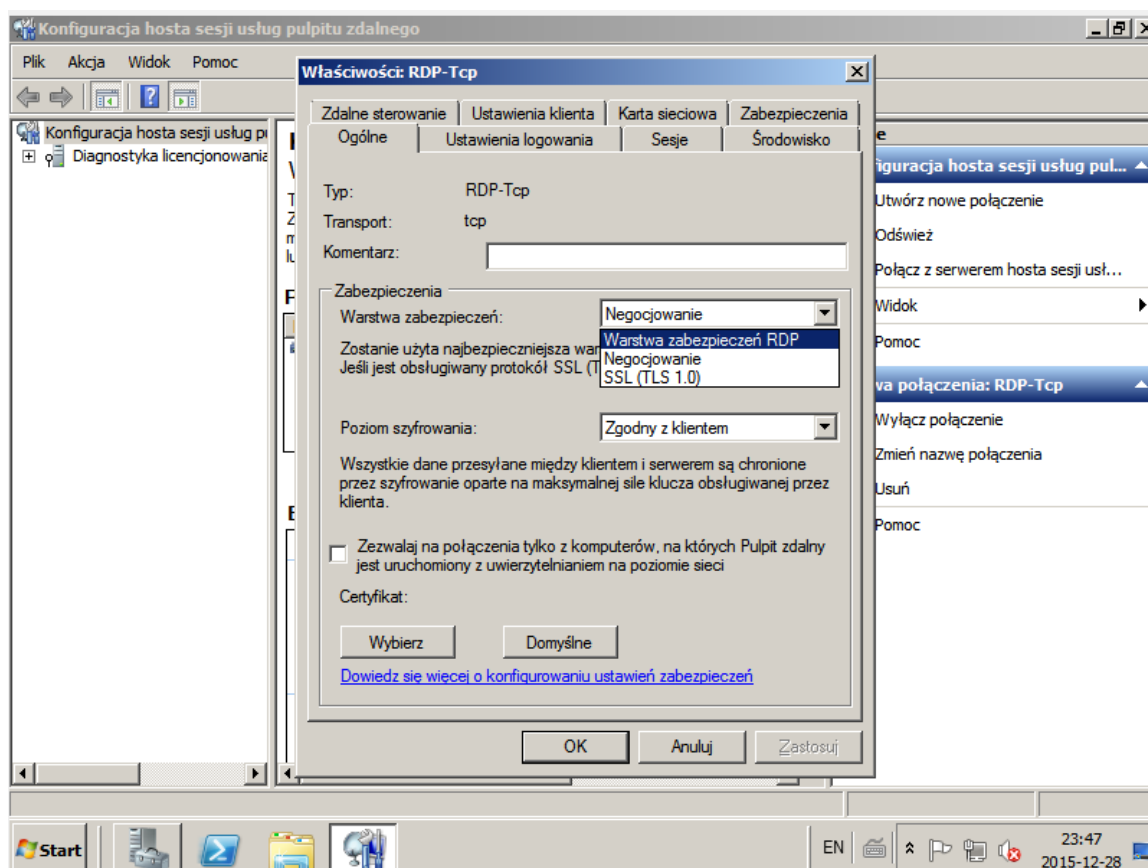 Konfiguracja hosta sesji usług pulpitu zdalnego
Plik Akcja Widok Pomoc
Konfiguracja hosta sesji usług
Diagnostyka licencjonowania
Właściwości: RDP-Tcp
Zdalne sterowanie Ustawienia klienta Karta sieciowa Zabezpieczenia
Ogólne Ustawienia logowania Sesje Środowisko
Typ: RDP-Tcp
Transport: tcp
Komentarz:
Zabezpieczenia
Warstwa zabezpieczeń: Negocjowanie
Warstwa zabezpieczeń RDP
Negocjowanie
SSL (TLS 1.0)
Zostanie użyta najbezpieczniejsza
Jeśli jest obsługiwany protokół SSL
Poziom szyfrowania: Zgodny z klientem
Wszystkie dane przesyłane między klientem i serwerem są chronione
przez szyfrowanie oparte na maksymalnej sile klucza obsługiwanej przez
klienta.
Zezwalaj na połączenia tylko z komputerów, na których Pulpit zdalny
jest uruchomiony z uwierzytelnianiem na poziomie sieci
Certyfikat:
Wybierz Domyślne
Dowiedz się więcej o konfigurowaniu ustawień zabezpieczeń
OK Anuluj Zastosuj
hosta sesji usług pul...
Utwórz nowe połączenie
Odśwież
Połącz z serwerem hosta sesji usł...
Widok
Pomoc
połączenia: RDP-Tcp
Wyłącz połączenie
Zmień nazwę połączenia
Usuń
Pomoc
Start
EN
23:47
2015-12-28